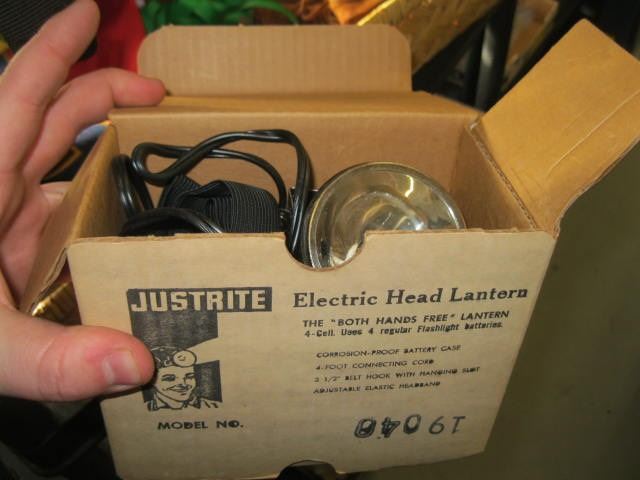 JUSTRITE
Electric Head Lantern
THE "BOTH HANDS FREE" LANTERN
4-Cell. Uses 4 regular Flashlight batteries.
CORROSION-PROOF BATTERY CASE
4-FOOT CONNECTING CORD
3 1/2" BELT HOOK WITH HANGING SLOT
ADJUSTABLE ELASTIC HEADBAND
MODEL NO.